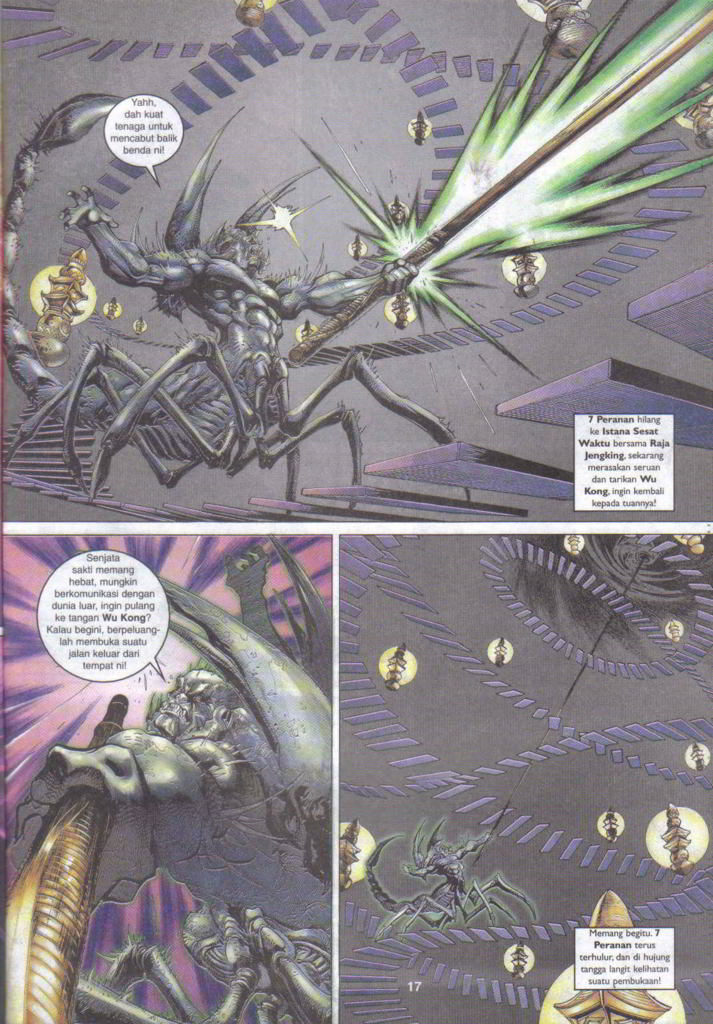 Yahh,
dah kuat
tenaga untuk
mencabut balik
benda ni!
7 Peranan hilang
ke Istana Sesat
Waktu bersama Raja
Jengking, sekarang
merasakan seruan
dan tarikan Wu
Kong, ingin kembali
kepada tuannya!
Senjata
sakti memang
hebat, mungkin
berkomunikasi dengan
dunia luar, ingin pulang
ke tangan Wu Kong?
Kalau begini, berpeluang-
lah membuka suatu
jalan keluar dari
tempat ni!
Memang begitu. 7
Peranan terus
terhulur, dan di hujung
tangga langit kelihatan
suatu pembukaan!
17